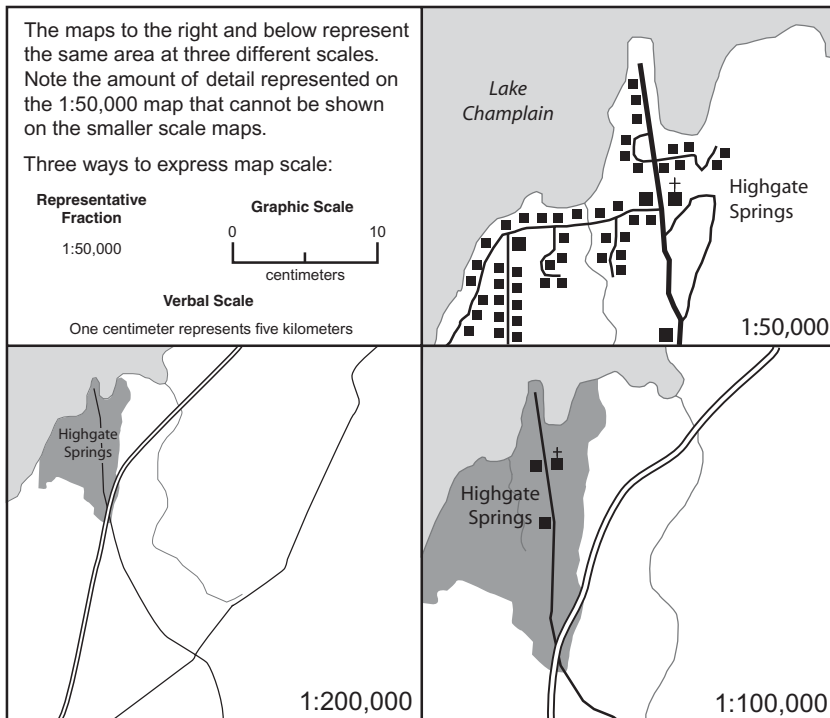 The maps to the right and below represent
the same area at three different scales.
Note the amount of detail represented on
the 1:50,000 map that cannot be shown
on the smaller scale maps.
Three ways to express map scale:
Representative
Fraction
1:50,000
Graphic Scale
0 10
centimeters
Verbal Scale
One centimeter represents five kilometers
Lake
Champlain
Highgate
Springs
1:50,000
Highgate
Springs
1:200,000
Highgate
Springs
1:100,000